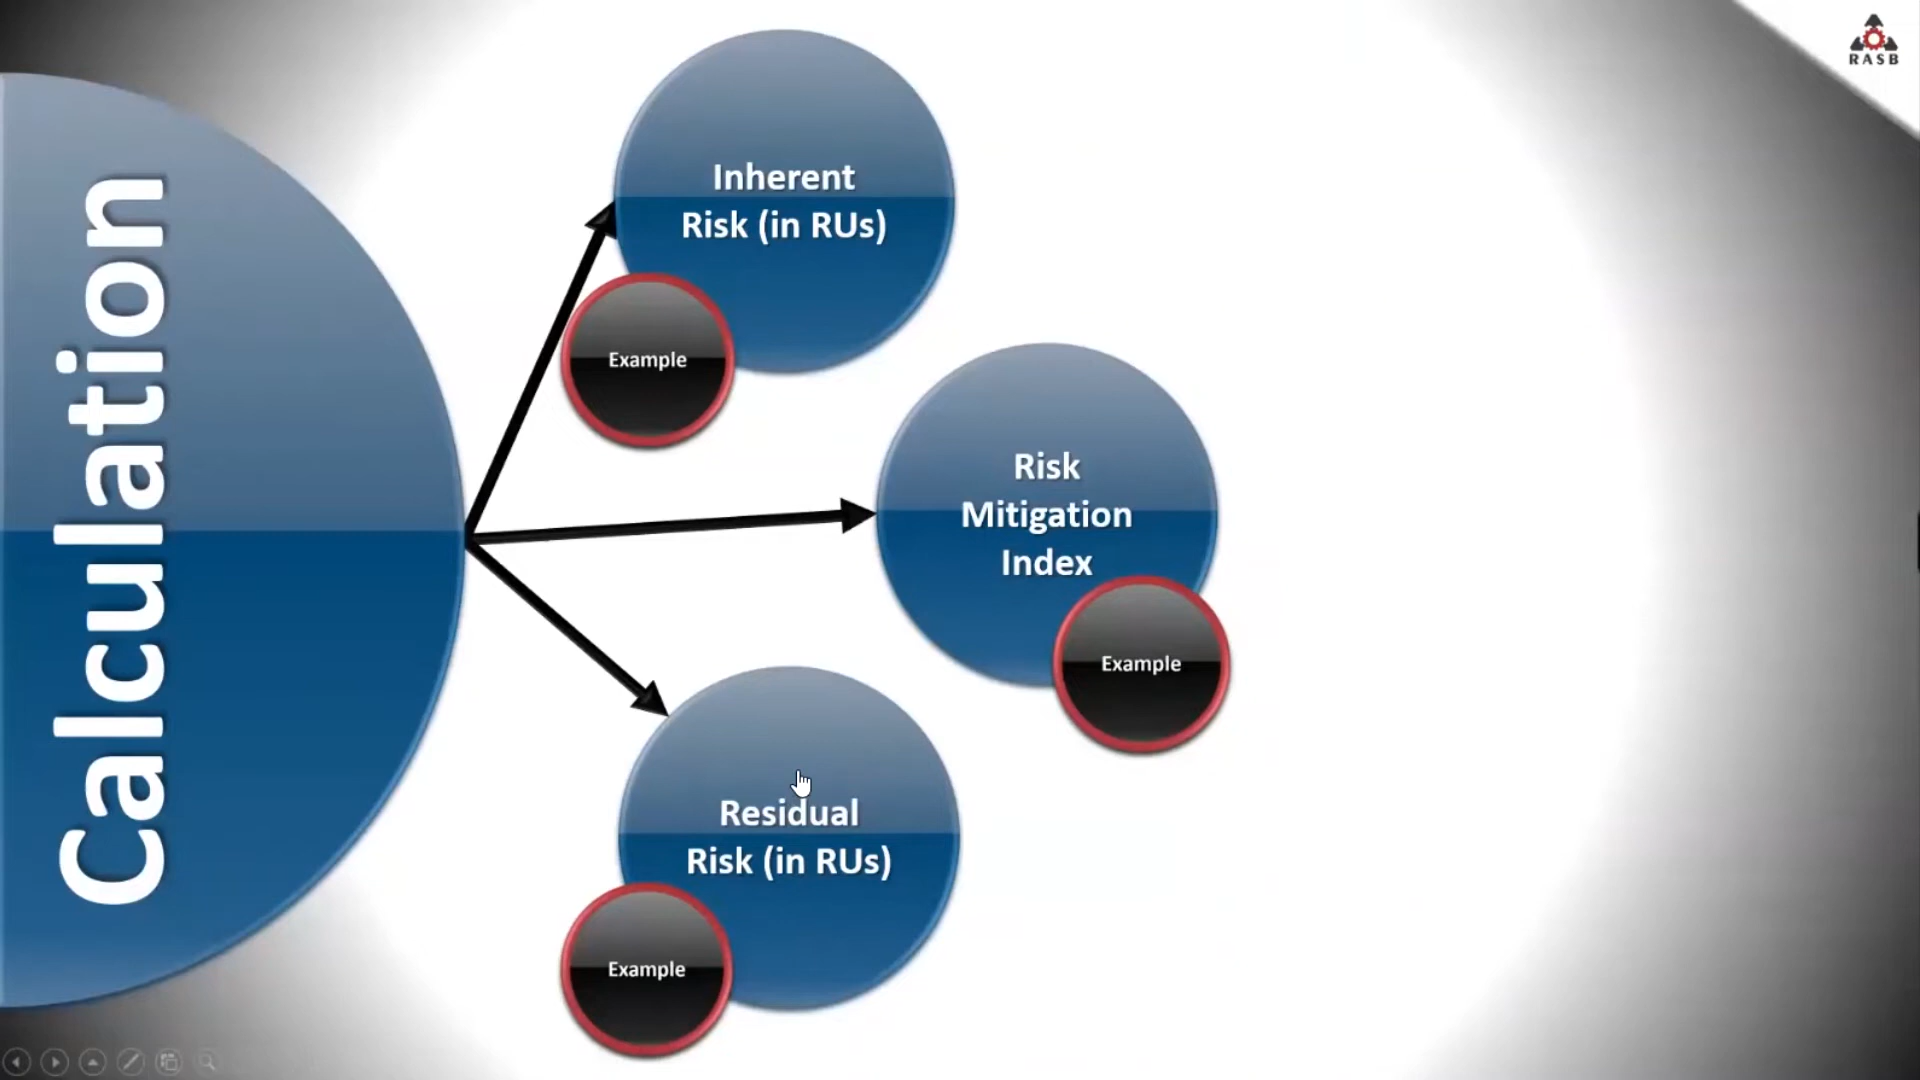 RASB
Calculation
Inherent
Risk (in RUs)
Example
Risk
Mitigation
Index
Example
Residual
Risk (in RUs)
Example